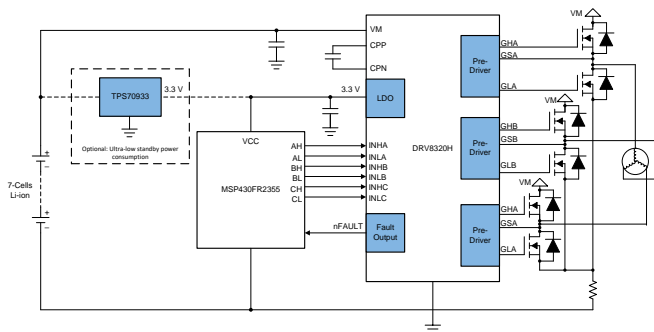 VM
VM
CPP
CPN
Pre-Driver
GHA
GSA
GLA
TPS70933
3.3 V
3.3 V
LDO
Optional: Ultra-low standby power
consumption
VM
VCC
DRV8320H
Pre-Driver
GHB
GSB
GLB
AH
AL
BH
BL
CH
CL
INHA
INLA
INHB
INLB
INHC
INLC
MSP430FR2355
7-Cells
Li-ion
+
–
+
–
VM
nFAULT
Fault
Output
Pre-Driver
GHA
GSA
GLA